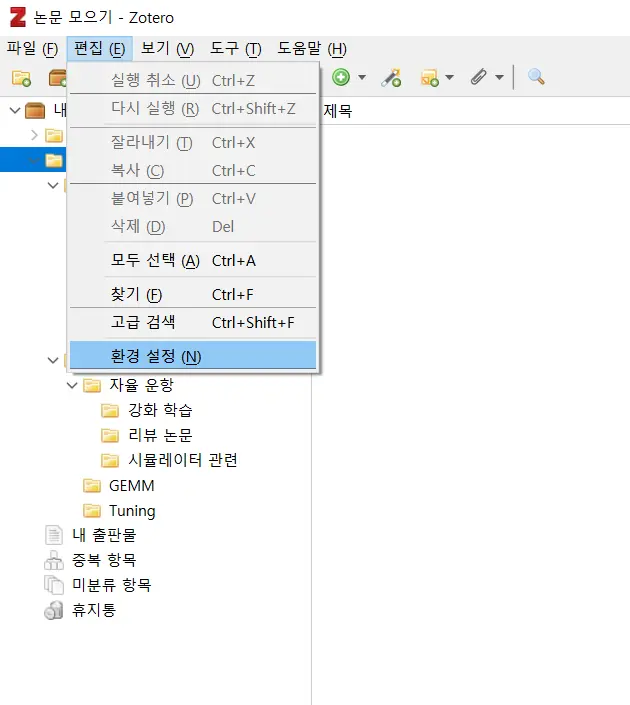 논문 모으기 - Zotero
파일 (F) 편집 (E) 보기 (V) 도구 (T) 도움말 (H)
실행 취소 (U) Ctrl+Z
내 제목
다시 실행 (R) Ctrl+Shift+Z
잘라내기 (T) Ctrl+X
복사 (C) Ctrl+C
붙여넣기 (P) Ctrl+V
삭제 (D) Del
모두 선택 (A) Ctrl+A
찾기 (F) Ctrl+F
고급 검색 Ctrl+Shift+F
환경 설정 (N)
자율 운항
강화 학습
리뷰 논문
시뮬레이터 관련
GEMM
Tuning
내 출판물
중복 항목
미분류 항목
휴지통